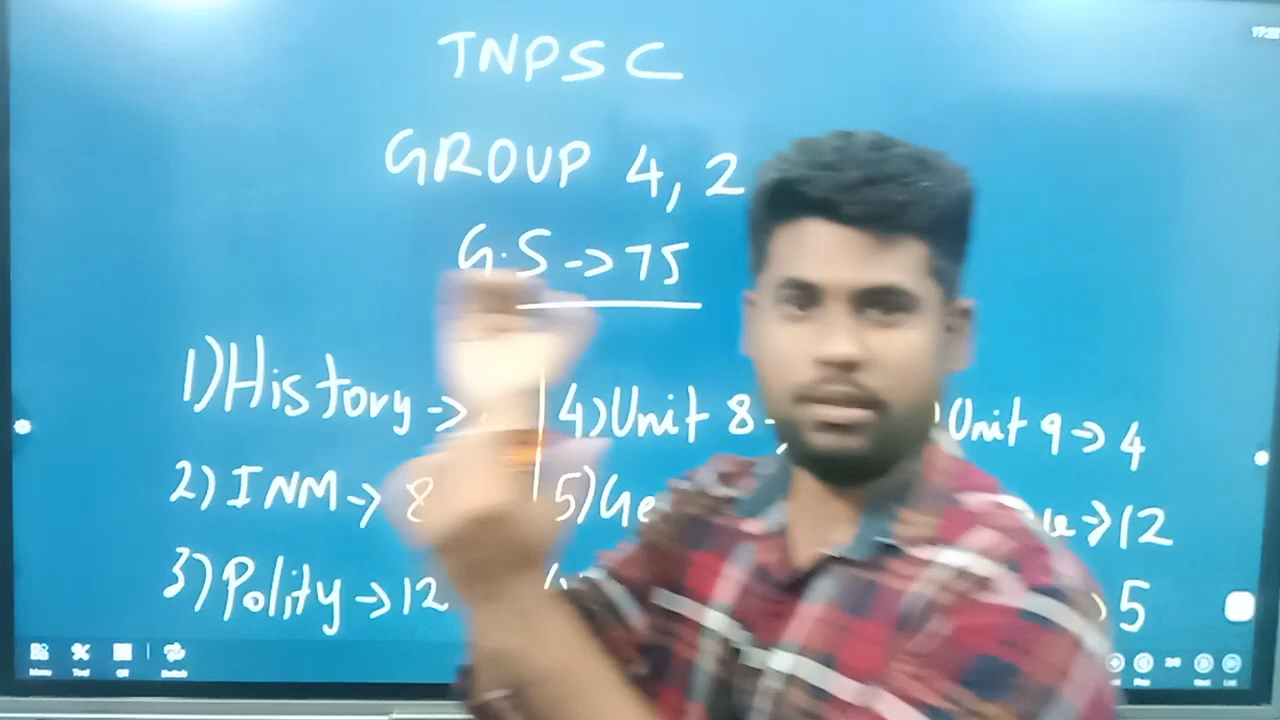 TNPSC
GROUP 4, 2
G.S -> 75
1) History ->
2) INM -> 8
3) Polity -> 12
4) Unit 8
5) Ge
Unit 9 -> 4
-> 12
5